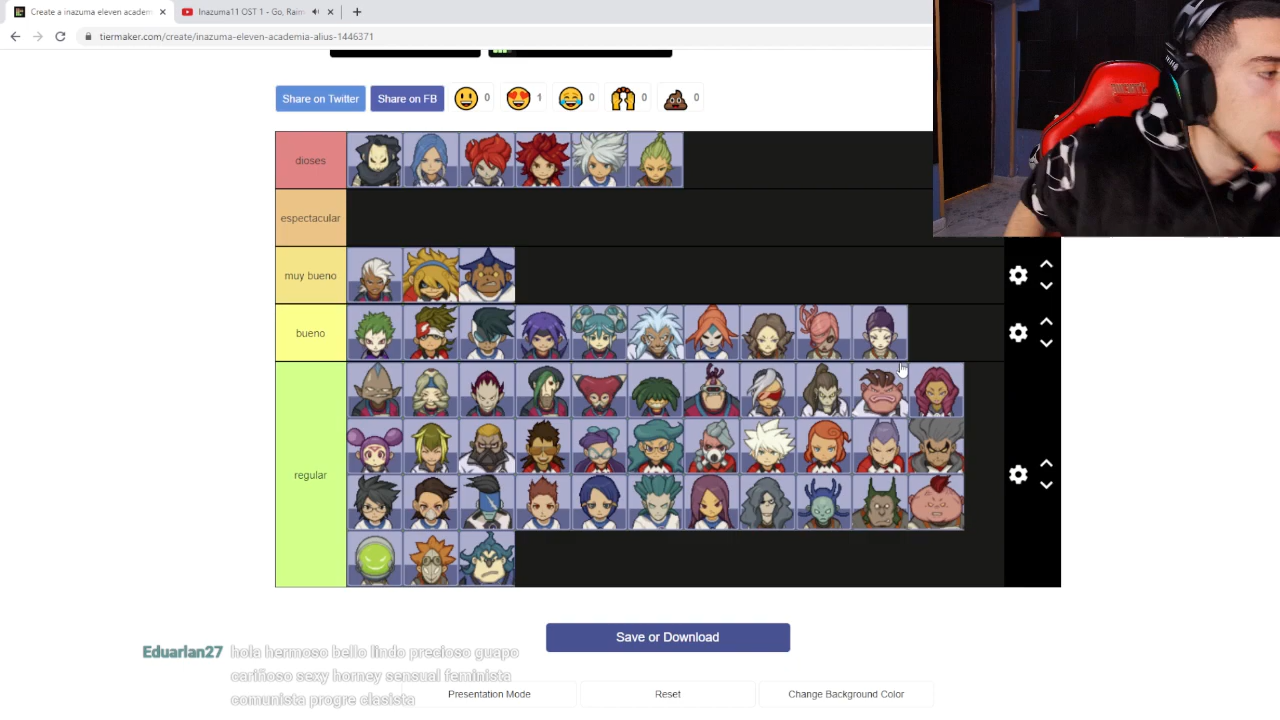 Create a inazuma eleven academ
Inazuma11 OST 1 - Go, Raim
tiermaker.com/create/inazuma-eleven-academia-alius-1446371
Share on Twitter
Share on FB
0
1
0
0
0
dioses
espectacular
muy bueno
bueno
regular
Save or Download
Eduarlan27 hola hermoso bello lindo precioso guapo
cariñoso sexy horney sensual feminista
comunista progre clasista
Presentation Mode
Reset
Change Background Color